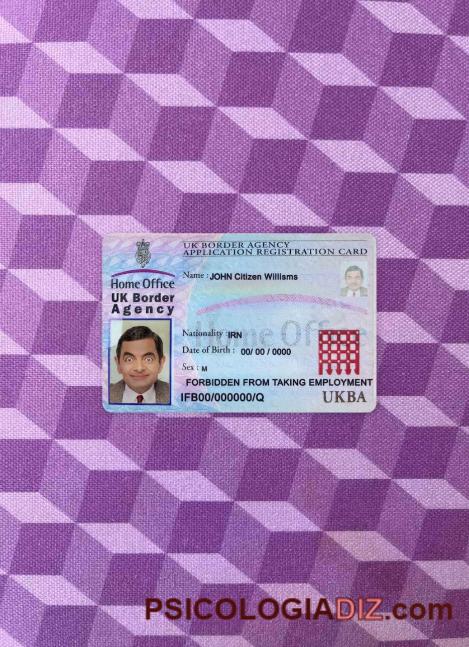 UK BORDER AGENCY
APPLICATION REGISTRATION CARD
Home Office
UK Border
Agency
Name : JOHN Citizen Willisms
Home Office
Nationality : IRN
Date of Birth : 00/ 00 / 0000
Sex : M
FORBIDDEN FROM TAKING EMPLOYMENT
IFB00/000000/Q
UKBA
PSICOLOGIADIZ.com